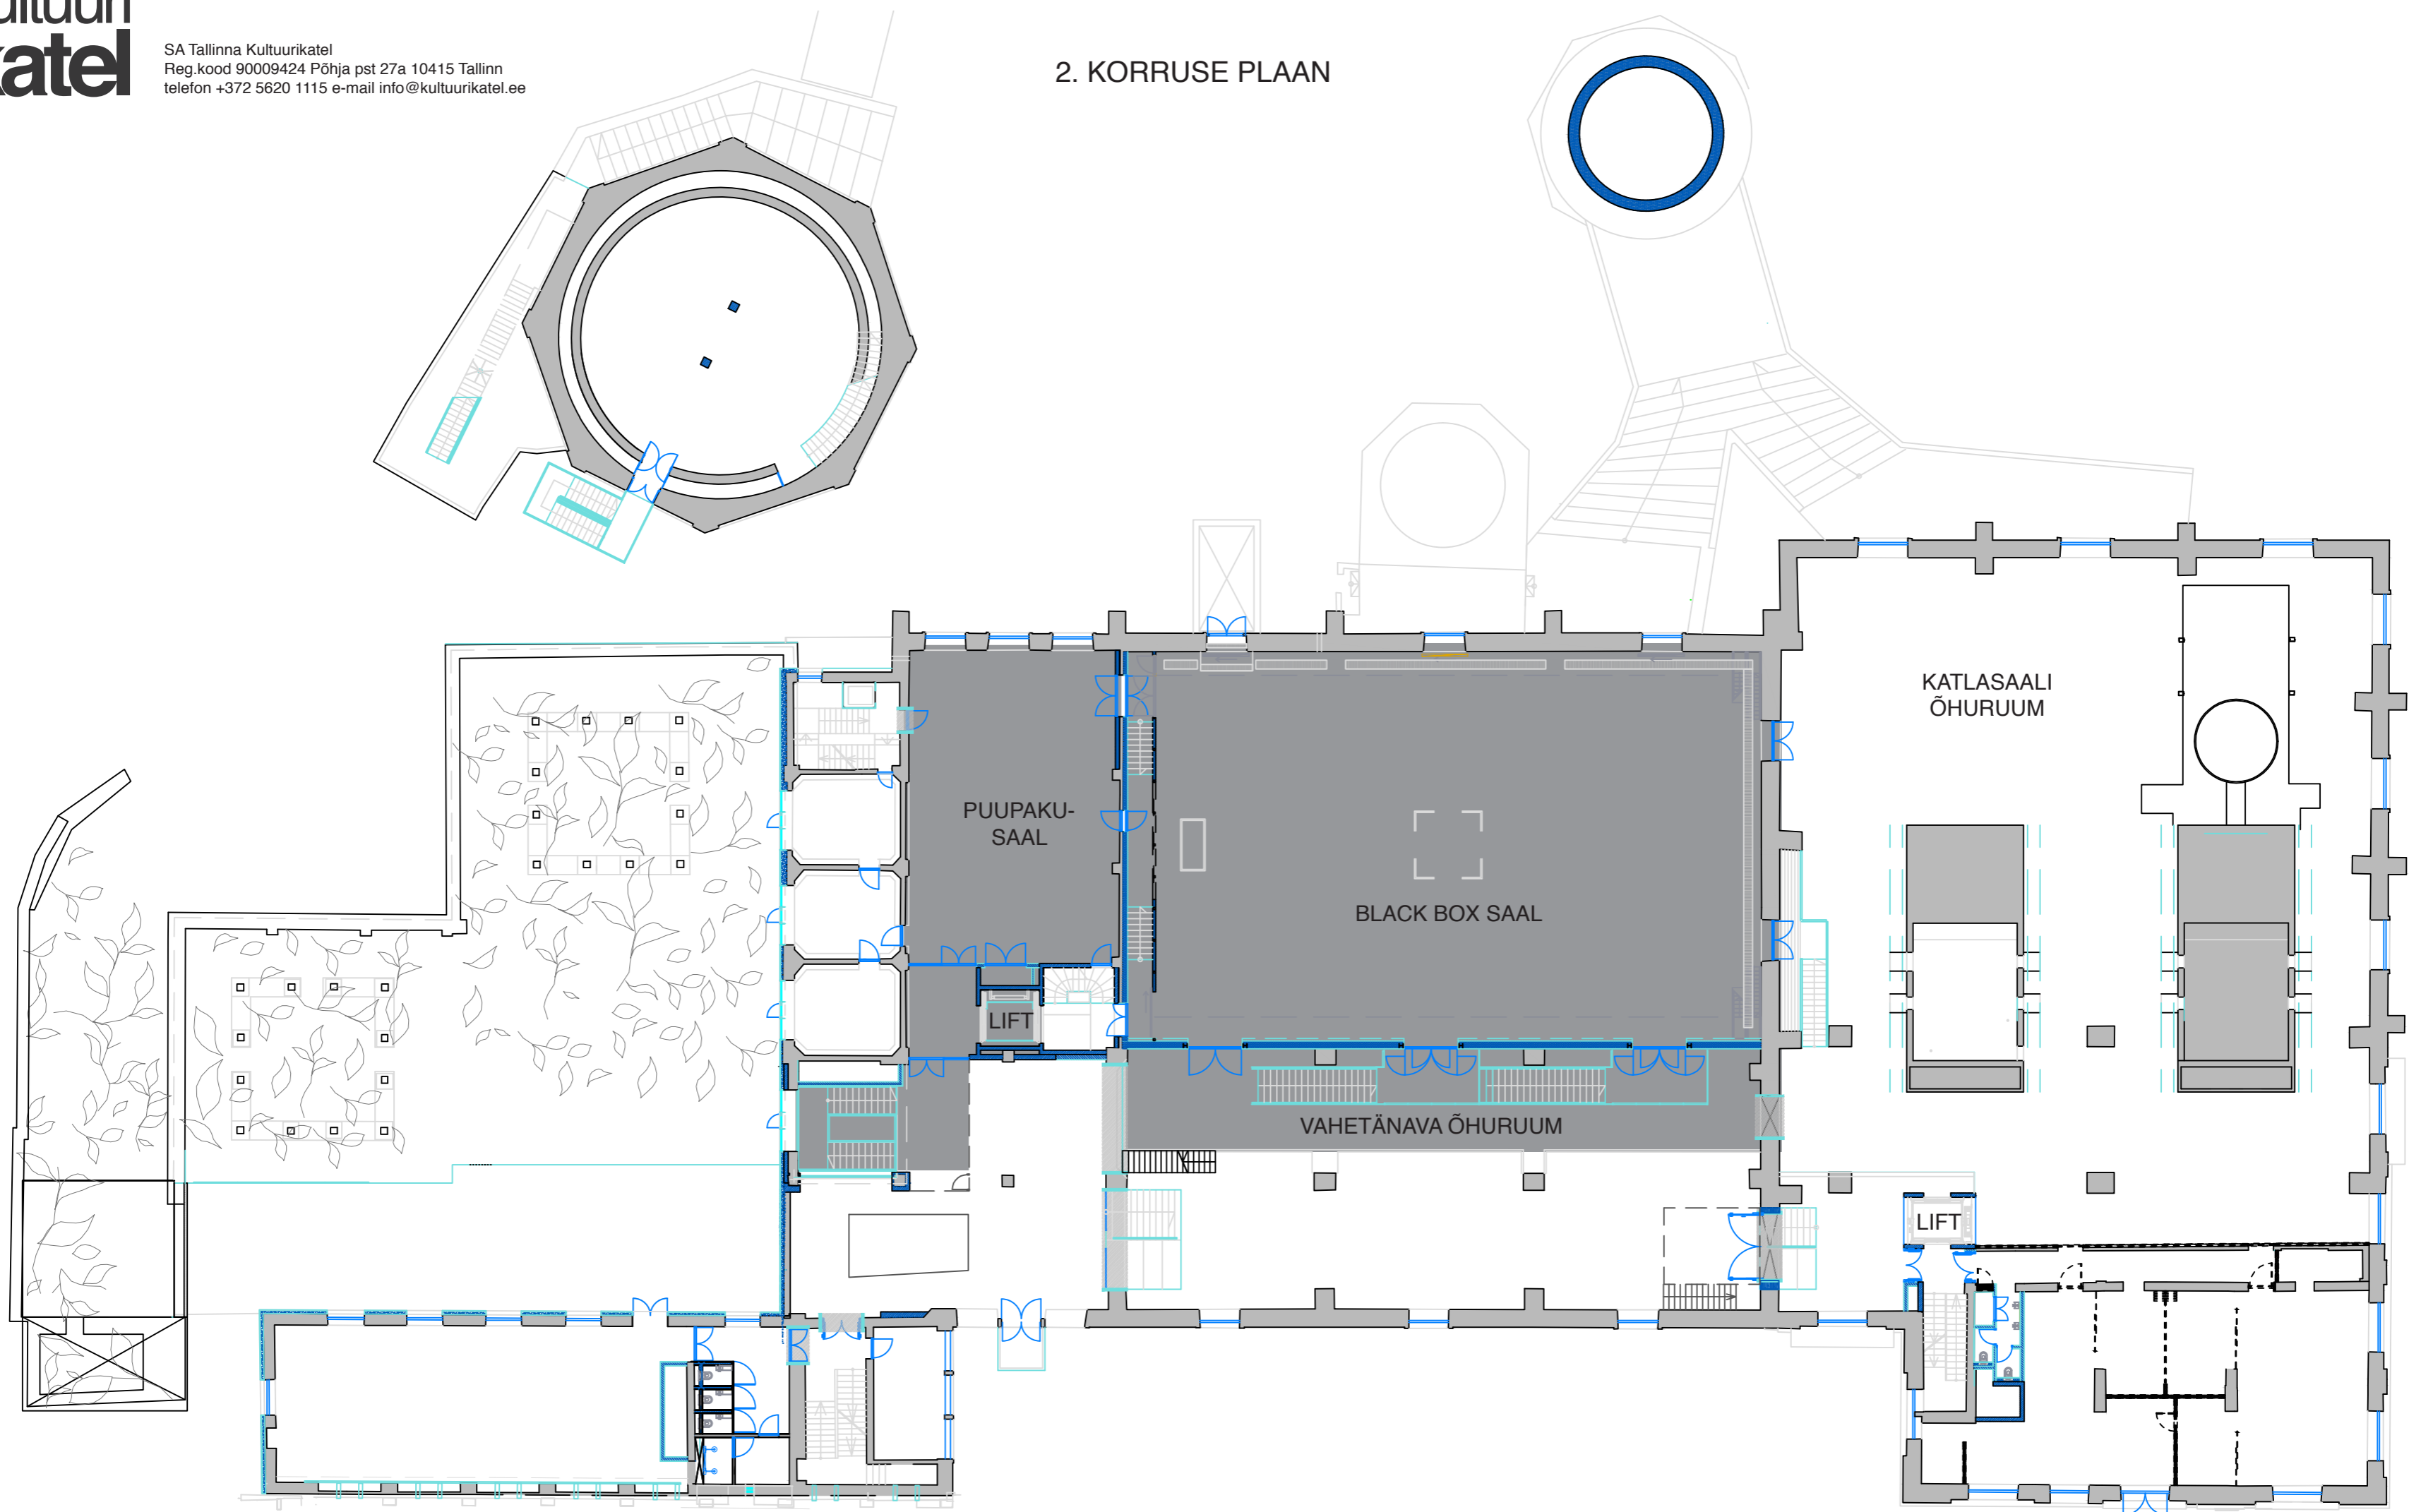 katel
SA Tallinna Kultuurikatel
Reg.kood 90009424 Põhja pst 27a 10415 Tallinn
telefon +372 5620 1115 e-mail info@kultuurikatel.ee
2. KORRUSE PLAAN
KATLASAALI
ÕHURUUM
PUUPAKU-
SAAL
BLACK BOX SAAL
LIFT
VAHETÄNAVA ÕHURUUM
LIFT